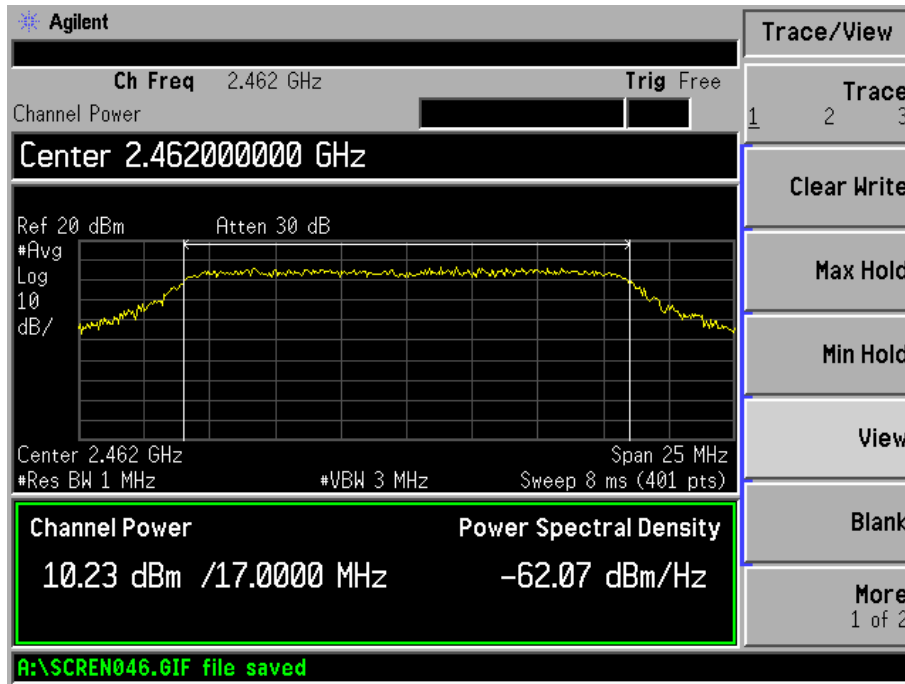 Agilent
Trace/View
Ch Freq 2.462 GHz Trig Free
Channel Power
Center 2.462000000 GHz
Ref 20 dBm Atten 30 dB
#Avg
Log
10
dB/
Center 2.462 GHz Span 25 MHz
#Res BW 1 MHz #VBW 3 MHz Sweep 8 ms (401 pts)
Channel Power Power Spectral Density
10.23 dBm /17.0000 MHz -62.07 dBm/Hz
A:\SCREN046.GIF file saved
Trace
1 2 3
Clear Write
Max Hold
Min Hold
View
Blank
More
1 of 2